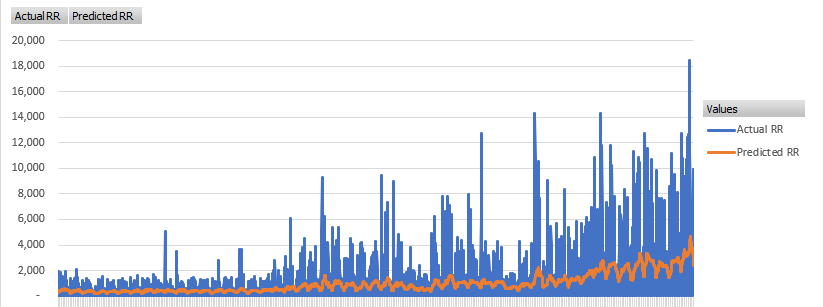 Actual RR Predicted RR
20,000
18,000
16,000
14,000
12,000
10,000
8,000
6,000
4,000
2,000
-
Values
Actual RR
Predicted RR